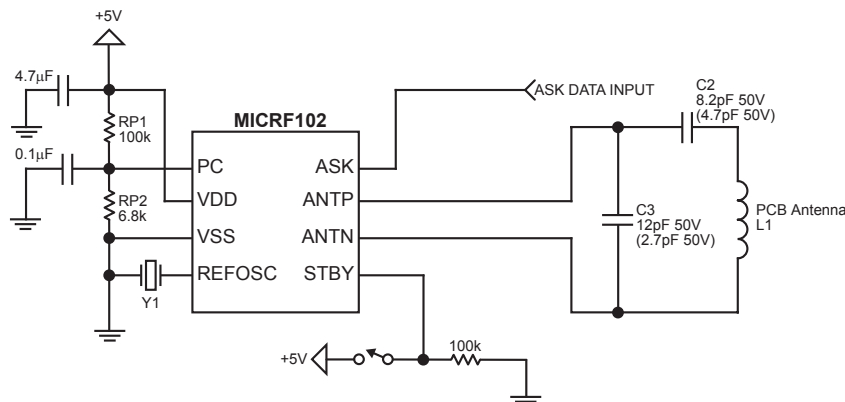 +5V
4.7µF
RP1
100k
0.1µF
RP2
6.8k
MICRF102
PC
VDD
VSS
REFOSC
ASK
ANTP
ANTN
STBY
Y1
ASK DATA INPUT
C2
8.2pF 50V
(4.7pF 50V)
C3
12pF 50V
(2.7pF 50V)
PCB Antenna
L1
+5V
100k